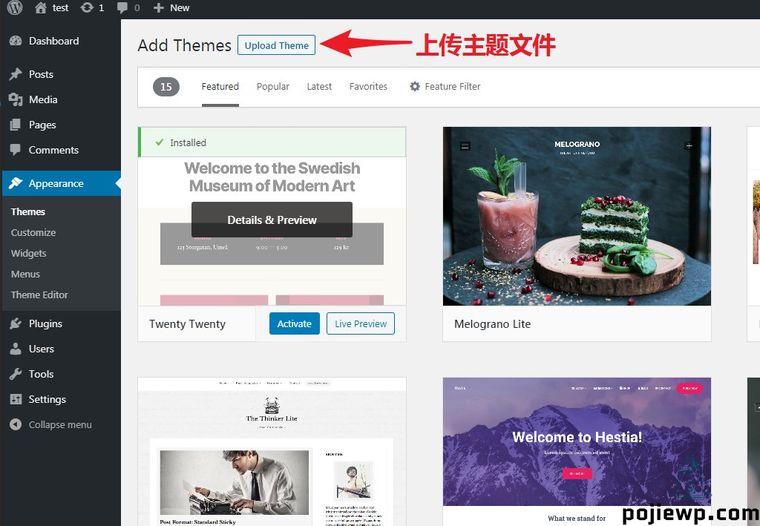 test 1 0 New
Dashboard
Posts
Media
Pages
Comments
Appearance
Themes
Customize
Widgets
Menus
Theme Editor
Plugins
Users
Tools
Settings
Collapse menu
Add Themes Upload Theme 上传主题文件
15 Featured Popular Latest Favorites Feature Filter
Installed
Welcome to the Swedish
Museum of Modern Art
Details & Preview
Twenty Twenty Activate Live Preview
MELOGRANO
Melograno Lite
The Thinker Lite
Post Format: Standard Sticky
Welcome to Hestia!
What we stand for
pojiewp.com